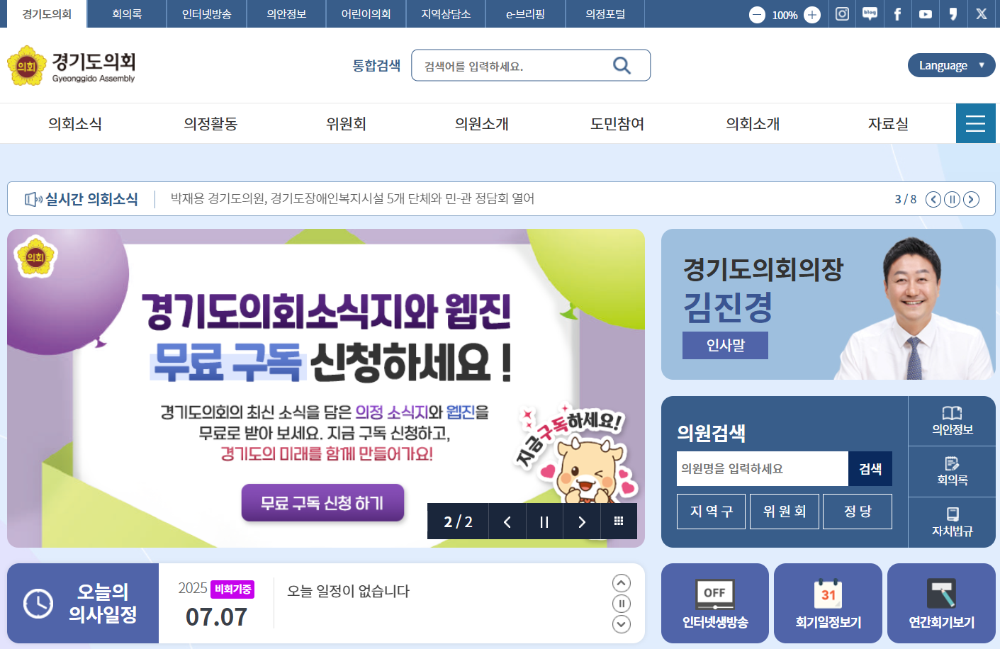 경기도의회 회의록 인터넷방송 의안정보 어린이의회 지역상담소 e-브리핑 의정포털 100% blog
의회 경기도의회
Gyeonggido Assembly
통합검색 검색어를 입력하세요. Language ▼
의회소식 의정활동 위원회 의원소개 도민참여 의회소개 자료실
실시간 의회소식 박재용 경기도의원, 경기도장애인복지시설 5개 단체와 민-관 정담회 열어 3 / 8
의회
경기도의회소식지와 웹진
무료 구독 신청하세요 !
경기도의회의 최신 소식을 담은 의정 소식지와 웹진을
무료로 받아 보세요. 지금 구독 신청하고,
경기도의 미래를 함께 만들어가요!
무료 구독 신청 하기
지금구독하세요!
2 / 2
경기도의회의장
김진경
인사말
의원검색
의원명을 입력하세요 검색
지역구 위원회 정당
의안정보
회의록
자치법규
오늘의
의사일정
2025 비회기중
07.07
오늘 일정이 없습니다
OFF
인터넷생방송
31
회기일정보기
연간회기보기